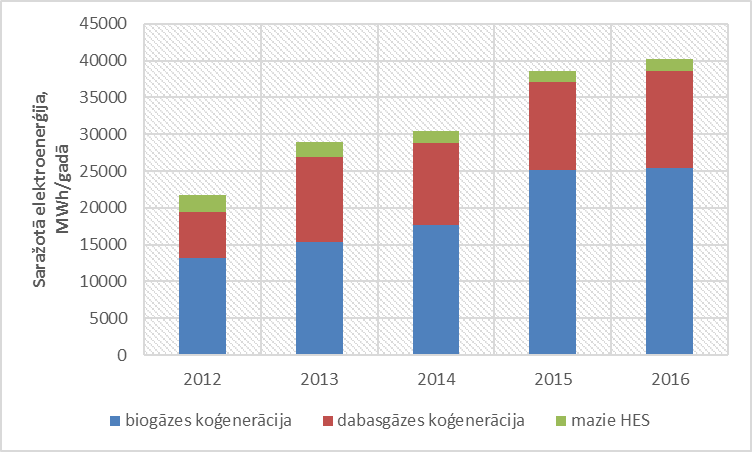 Saražotā elektroenerģija,
MWh/gadā
45000
40000
35000
30000
25000
20000
15000
10000
5000
0
2012 2013 2014 2015 2016
biogāzes koģenerācija dabasgāzes koģenerācija mazie HES